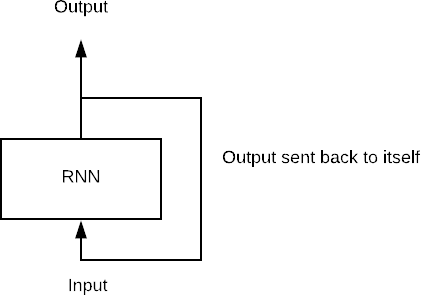 Output
Output sent back to itself
RNN
Input